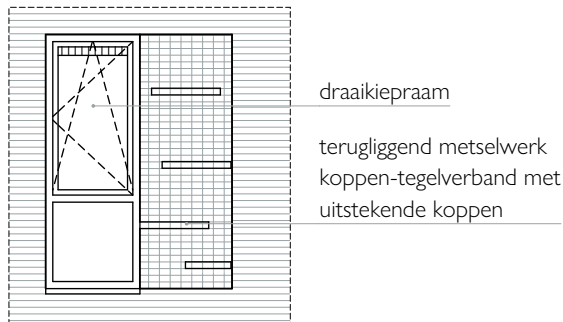 draaikiepraam
terugliggend metselwerk
koppen-tegelverband met
uitstekende koppen